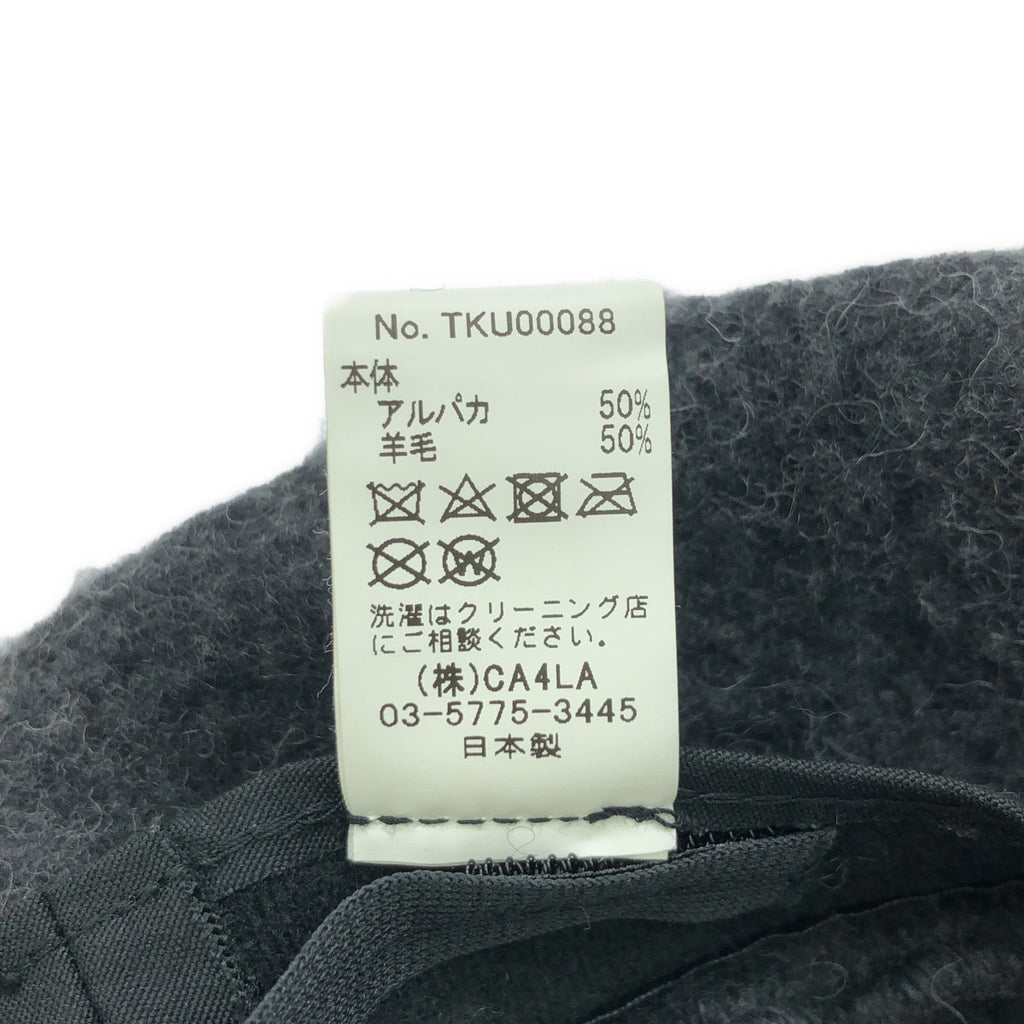 No. TKU00088
本体
アルパカ 50%
羊毛 50%
W
洗濯はクリーニング店
にご相談ください。
(株)CA4LA
03-5775-3445
日本製